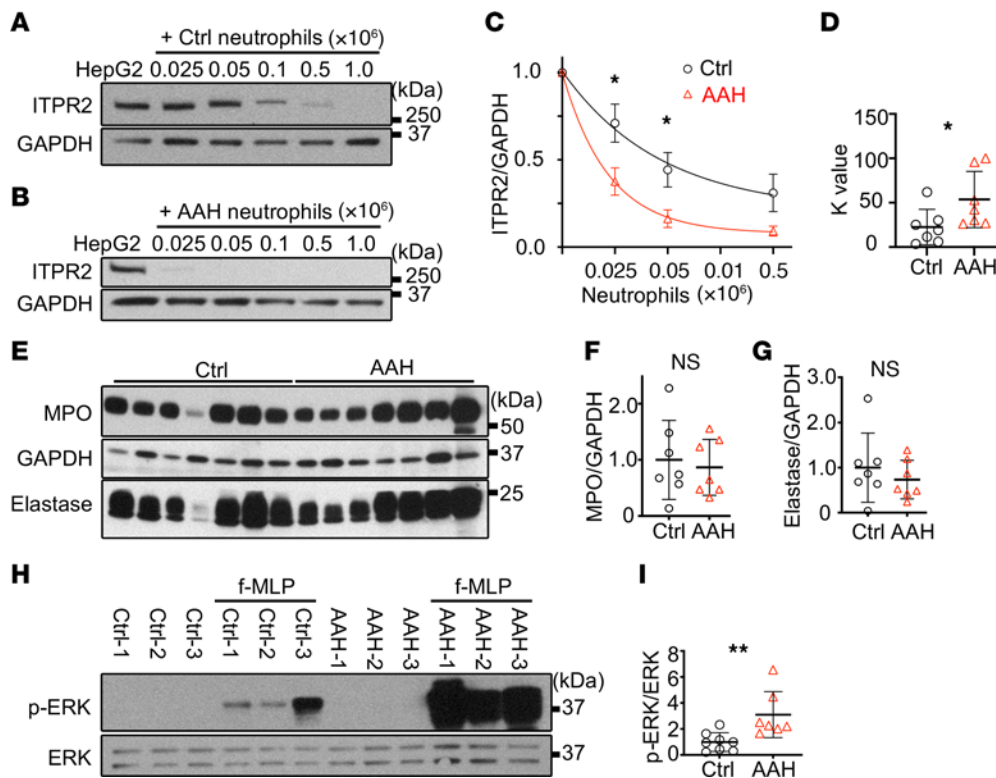 A
+ Ctrl neutrophils (×10⁶)
HepG2 0.025 0.05 0.1 0.5 1.0
(kDa)
ITPR2
250
GAPDH
37
B
+ AAH neutrophils (×10⁶)
HepG2 0.025 0.05 0.1 0.5 1.0
(kDa)
ITPR2
250
GAPDH
37
C
Ctrl
AAH
ITPR2/GAPDH
1.0
*
*
0.5
0.0
0.025 0.05 0.01 0.5
Neutrophils (×10⁶)
D
*
K value
150
100
50
0
Ctrl AAH
E
Ctrl AAH
(kDa)
MPO
50
GAPDH
37
Elastase
25
F
NS
MPO/GAPDH
2.0
1.0
0
Ctrl AAH
G
NS
Elastase/GAPDH
3.0
2.0
1.0
0
Ctrl AAH
H
f-MLP f-MLP
Ctrl-1 Ctrl-2 Ctrl-3 Ctrl-1 Ctrl-2 Ctrl-3 AAH-1 AAH-2 AAH-3 AAH-1 AAH-2 AAH-3
(kDa)
p-ERK
37
ERK
37
I
**
p-ERK/ERK
8
6
4
2
0
Ctrl AAH